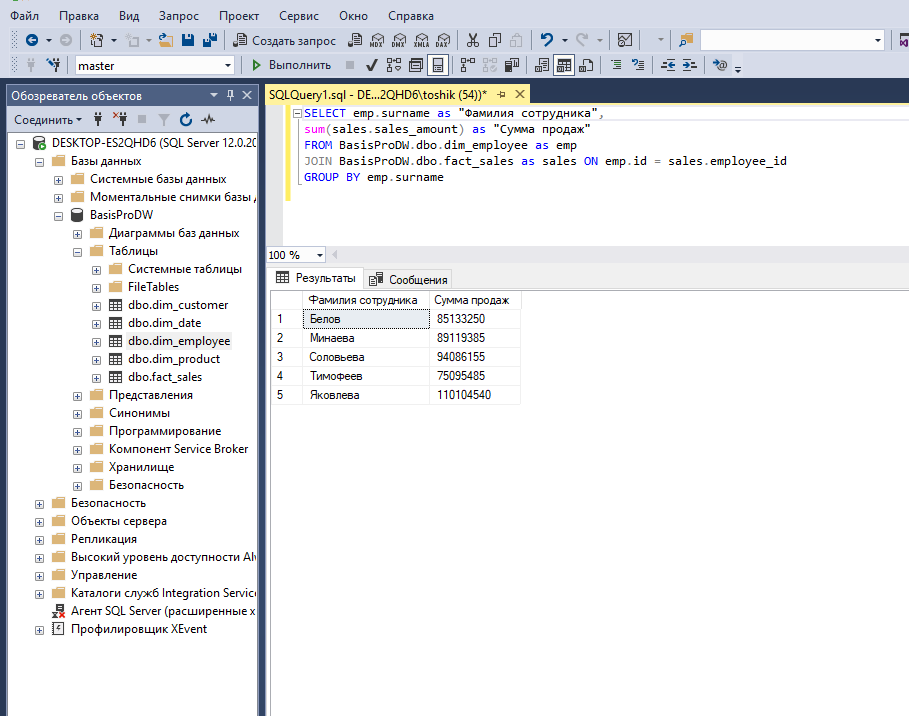 Файл Правка Вид Запрос Проект Сервис Окно Справка
Создать запрос MDX DMX XMLA DAX
master Выполнить
Обозреватель объектов
Соединить
DESKTOP-ES2QHD6 (SQL Server 12.0.20
Базы данных
Системные базы данных
Моментальные снимки базы
BasisProDW
Диаграммы баз данных
Таблицы
Системные таблицы
FileTables
dbo.dim_customer
dbo.dim_date
dbo.dim_employee
dbo.dim_product
dbo.fact_sales
Представления
Синонимы
Программирование
Компонент Service Broker
Хранилище
Безопасность
Безопасность
Объекты сервера
Репликация
Высокий уровень доступности Al
Управление
Каталоги служб Integration Servic
Агент SQL Server (расширенные х
Профилировщик XEvent
SQLQuery1.sql - DE...2QHD6\toshik (54))*
SELECT emp.surname as "Фамилия сотрудника",
sum(sales.sales_amount) as "Сумма продаж"
FROM BasisProDW.dbo.dim_employee as emp
JOIN BasisProDW.dbo.fact_sales as sales ON emp.id = sales.employee_id
GROUP BY emp.surname
100 %
Результаты Сообщения
Фамилия сотрудника Сумма продаж
1 Белов 85133250
2 Минаева 89119385
3 Соловьева 94086155
4 Тимофеев 75095485
5 Яковлева 110104540